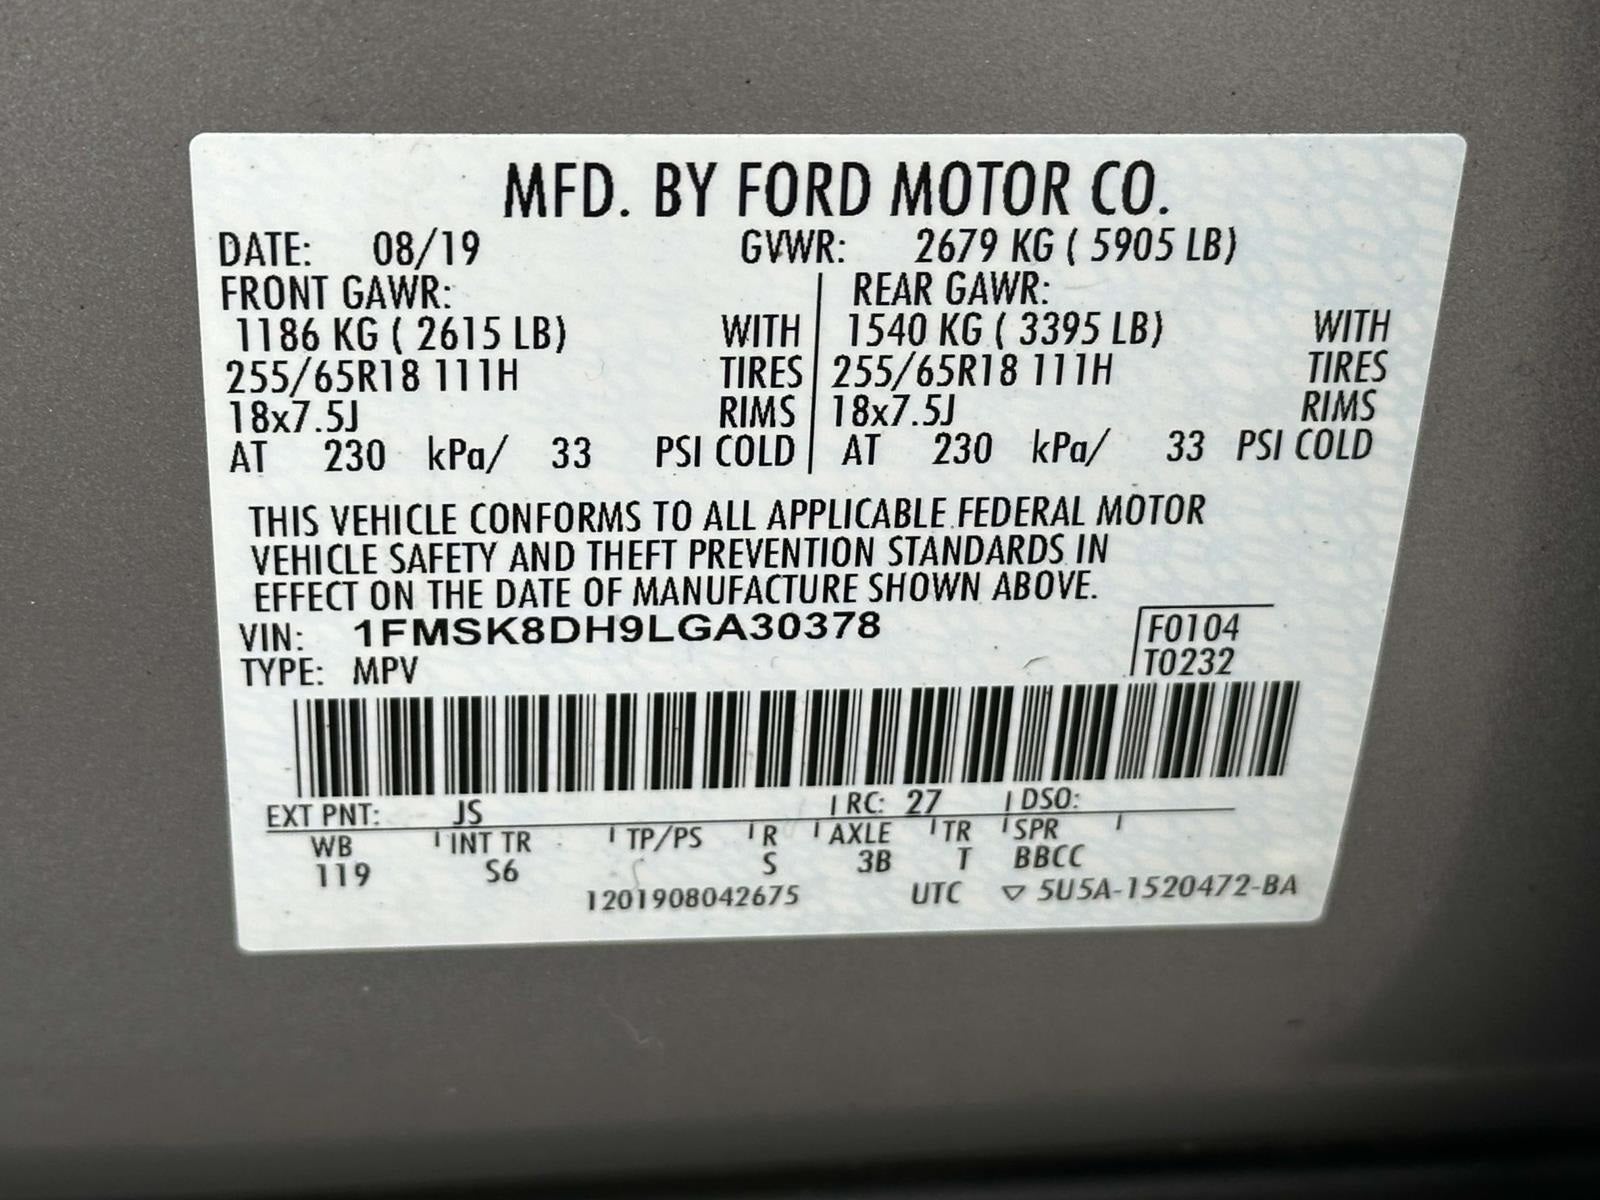 MFD. BY FORD MOTOR CO.
DATE: 08/19 GVWR: 2679 KG ( 5905 LB)
FRONT GAWR: REAR GAWR:
1186 KG ( 2615 LB) WITH 1540 KG ( 3395 LB) WITH
255/65R18 111H TIRES 255/65R18 111H TIRES
18x7.5J RIMS 18x7.5J RIMS
AT 230 kPa/ 33 PSI COLD AT 230 kPa/ 33 PSI COLD
THIS VEHICLE CONFORMS TO ALL APPLICABLE FEDERAL MOTOR
VEHICLE SAFETY AND THEFT PREVENTION STANDARDS IN
EFFECT ON THE DATE OF MANUFACTURE SHOWN ABOVE.
VIN: 1FMSK8DH9LGA30378 F0104
TYPE: MPV T0232
EXT PNT: JS RC: 27 DSO:
WB INT TR TP/PS R AXLE TR SPR
119 S6 S 3B T BBCC
1201908042675 UTC ▽ 5U5A-1520472-BA